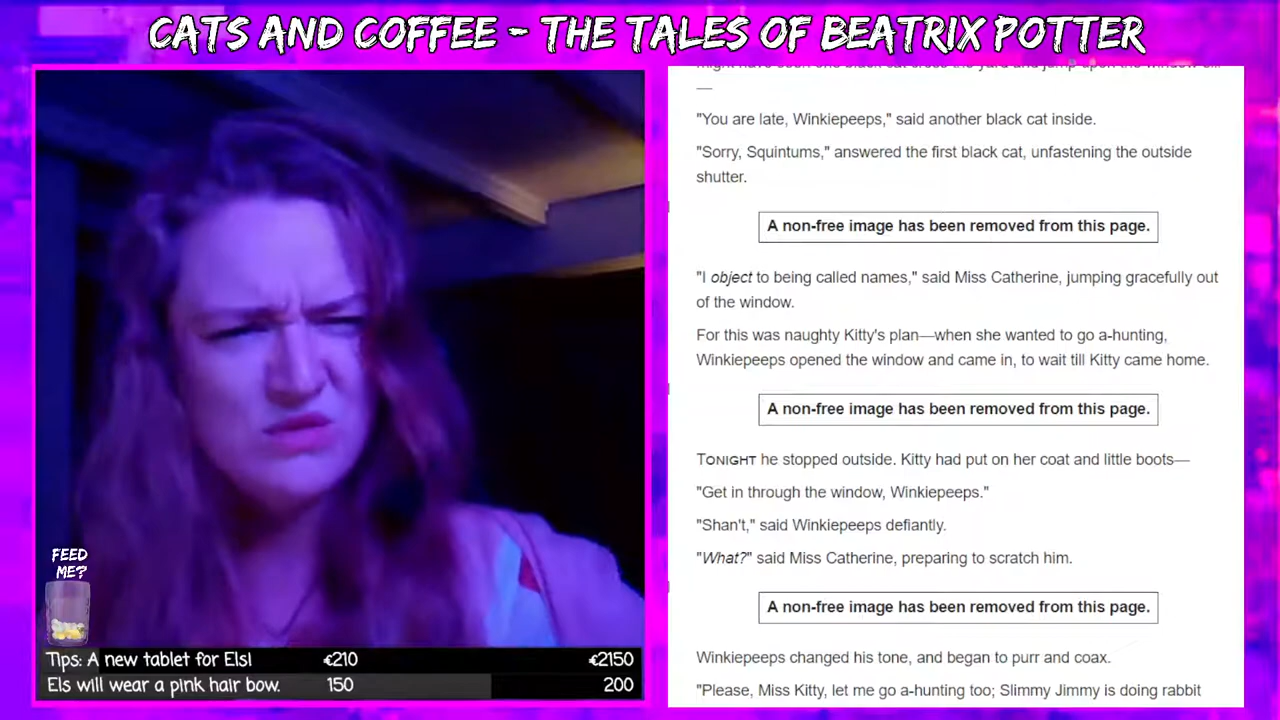 CATS AND COFFEE - THE TALES OF BEATRIX POTTER
—
"You are late, Winkiepeeps," said another black cat inside.
"Sorry, Squintums," answered the first black cat, unfastening the outside
shutter.
A non-free image has been removed from this page.
"I object to being called names," said Miss Catherine, jumping gracefully out
of the window.
For this was naughty Kitty's plan—when she wanted to go a-hunting,
Winkiepeeps opened the window and came in, to wait till Kitty came home.
A non-free image has been removed from this page.
TONIGHT he stopped outside. Kitty had put on her coat and little boots—
"Get in through the window, Winkiepeeps."
"Shan't," said Winkiepeeps defiantly.
"What?" said Miss Catherine, preparing to scratch him.
A non-free image has been removed from this page.
Winkiepeeps changed his tone, and began to purr and coax.
"Please, Miss Kitty, let me go a-hunting too; Slimmy Jimmy is doing rabbit
FEED
ME?
Tips: A new tablet for Els! €210 €2150
Els will wear a pink hair bow. 150 200